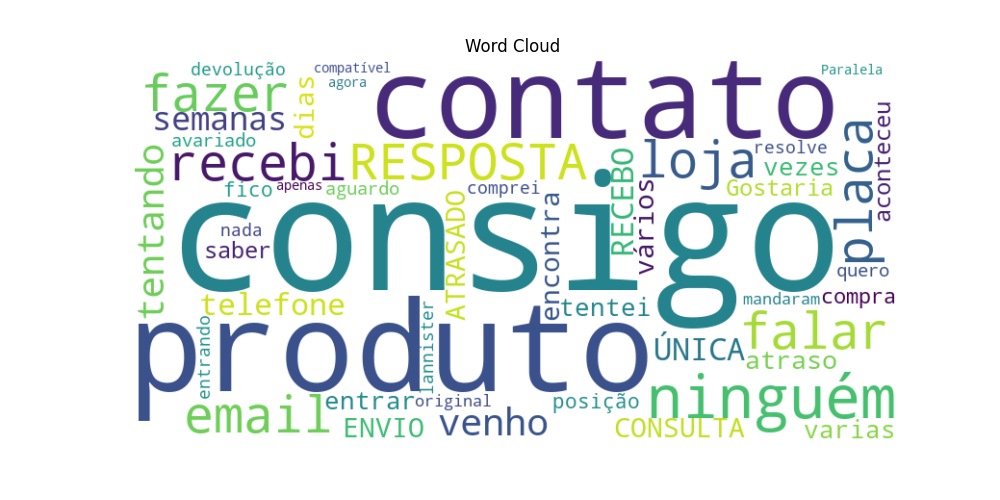 Word Cloud
devolução
compatível
contato
Paralela
fazer
dias
agora
semanas
avariado
recebi
RESPOSTA
loja
resolve
placa
aconteceu
tentando
fico
apenas
aguardo
comprei
RECEBO
vários
vezes
Gostaria
consigo
nada
saber
ATRASADO
encontra
quero
telefone
tentei
mandaram
compra
produto
entrando
lannister
ÚNICA
falar
atraso
email
entrar
original
posição
ninguém
ENVIO
venho
CONSULTA
varias